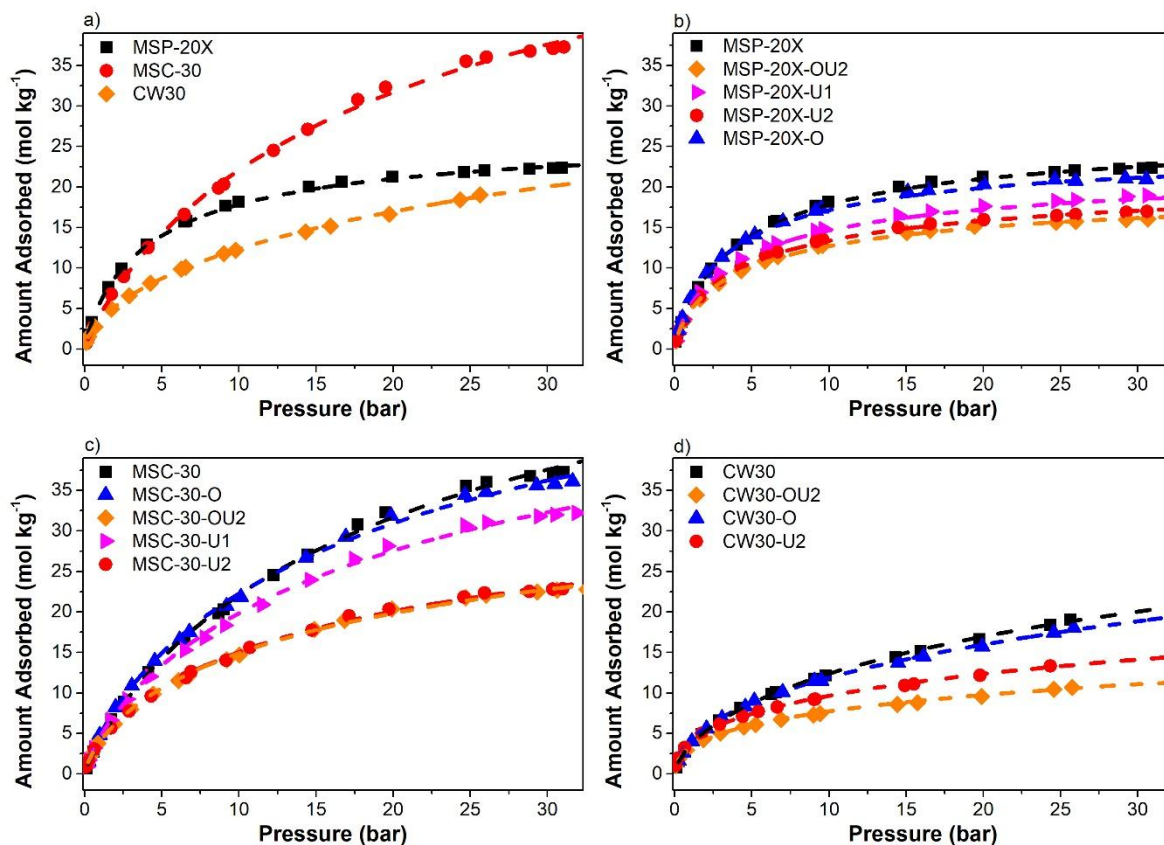 a)
MSP-20X
MSC-30
CW30
35
30
25
20
15
10
5
0
0
5
10
15
20
25
30
Amount Adsorbed (mol kg⁻¹)
Pressure (bar)
b)
MSP-20X
MSP-20X-OU2
MSP-20X-U1
MSP-20X-U2
MSP-20X-O
35
30
25
20
15
10
5
0
0
5
10
15
20
25
30
Amount Adsorbed (mol kg⁻¹)
Pressure (bar)
c)
MSC-30
MSC-30-O
MSC-30-OU2
MSC-30-U1
MSC-30-U2
35
30
25
20
15
10
5
0
0
5
10
15
20
25
30
Amount Adsorbed (mol kg⁻¹)
Pressure (bar)
d)
CW30
CW30-OU2
CW30-O
CW30-U2
35
30
25
20
15
10
5
0
0
5
10
15
20
25
30
Amount Adsorbed (mol kg⁻¹)
Pressure (bar)